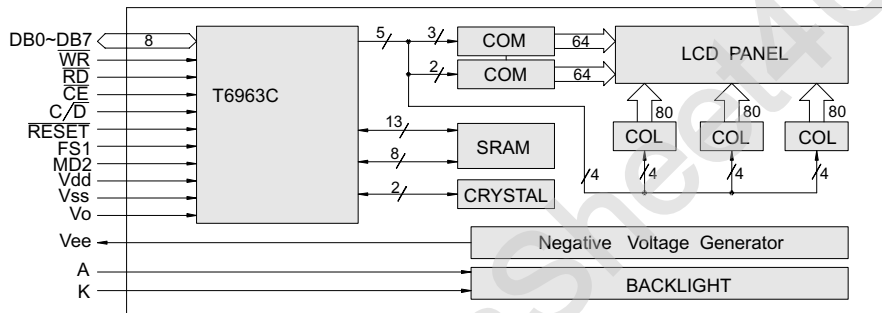 DB0~DB7
8
WR
RD
CE
C/D
RESET
FS1
MD2
Vdd
Vss
Vo
Vee
A
K
T6963C
5
3
COM
64
2
COM
64
LCD PANEL
80
80
80
COL
COL
COL
4
4
4
4
13
8
SRAM
2
CRYSTAL
Negative Voltage Generator
BACKLIGHT